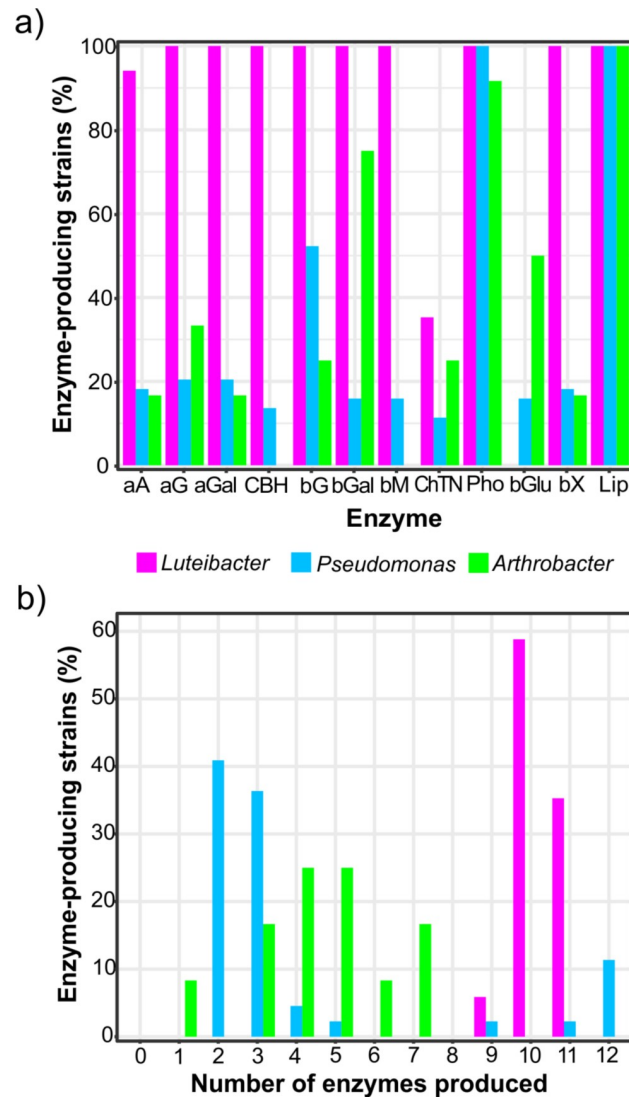 a)
Enzyme-producing strains (%)
100
80
60
40
20
0
aA aG aGal CBH bG bGal bM ChTN Pho bGlu bX Lip
Enzyme
Luteibacter Pseudomonas Arthrobacter
b)
Enzyme-producing strains (%)
60
50
40
30
20
10
0
0 1 2 3 4 5 6 7 8 9 10 11 12
Number of enzymes produced